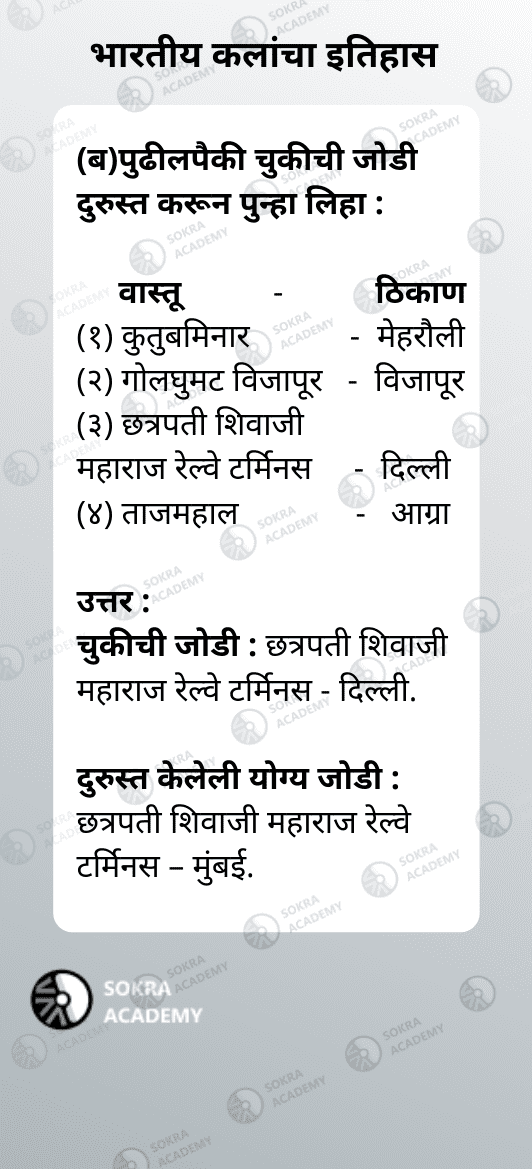 भारतीय कलांचा इतिहास
(ब)पुढीलपैकी चुकीची जोडी
दुरुस्त करून पुन्हा लिहा :
वास्तू - ठिकाण
(१) कुतुबमिनार - मेहरौली
(२) गोलघुमट विजापूर - विजापूर
(३) छत्रपती शिवाजी
महाराज रेल्वे टर्मिनस - दिल्ली
(४) ताजमहाल - आग्रा
उत्तर :
चुकीची जोडी : छत्रपती शिवाजी
महाराज रेल्वे टर्मिनस - दिल्ली.
दुरुस्त केलेली योग्य जोडी :
छत्रपती शिवाजी महाराज रेल्वे
टर्मिनस – मुंबई.
SOKRA
ACADEMY